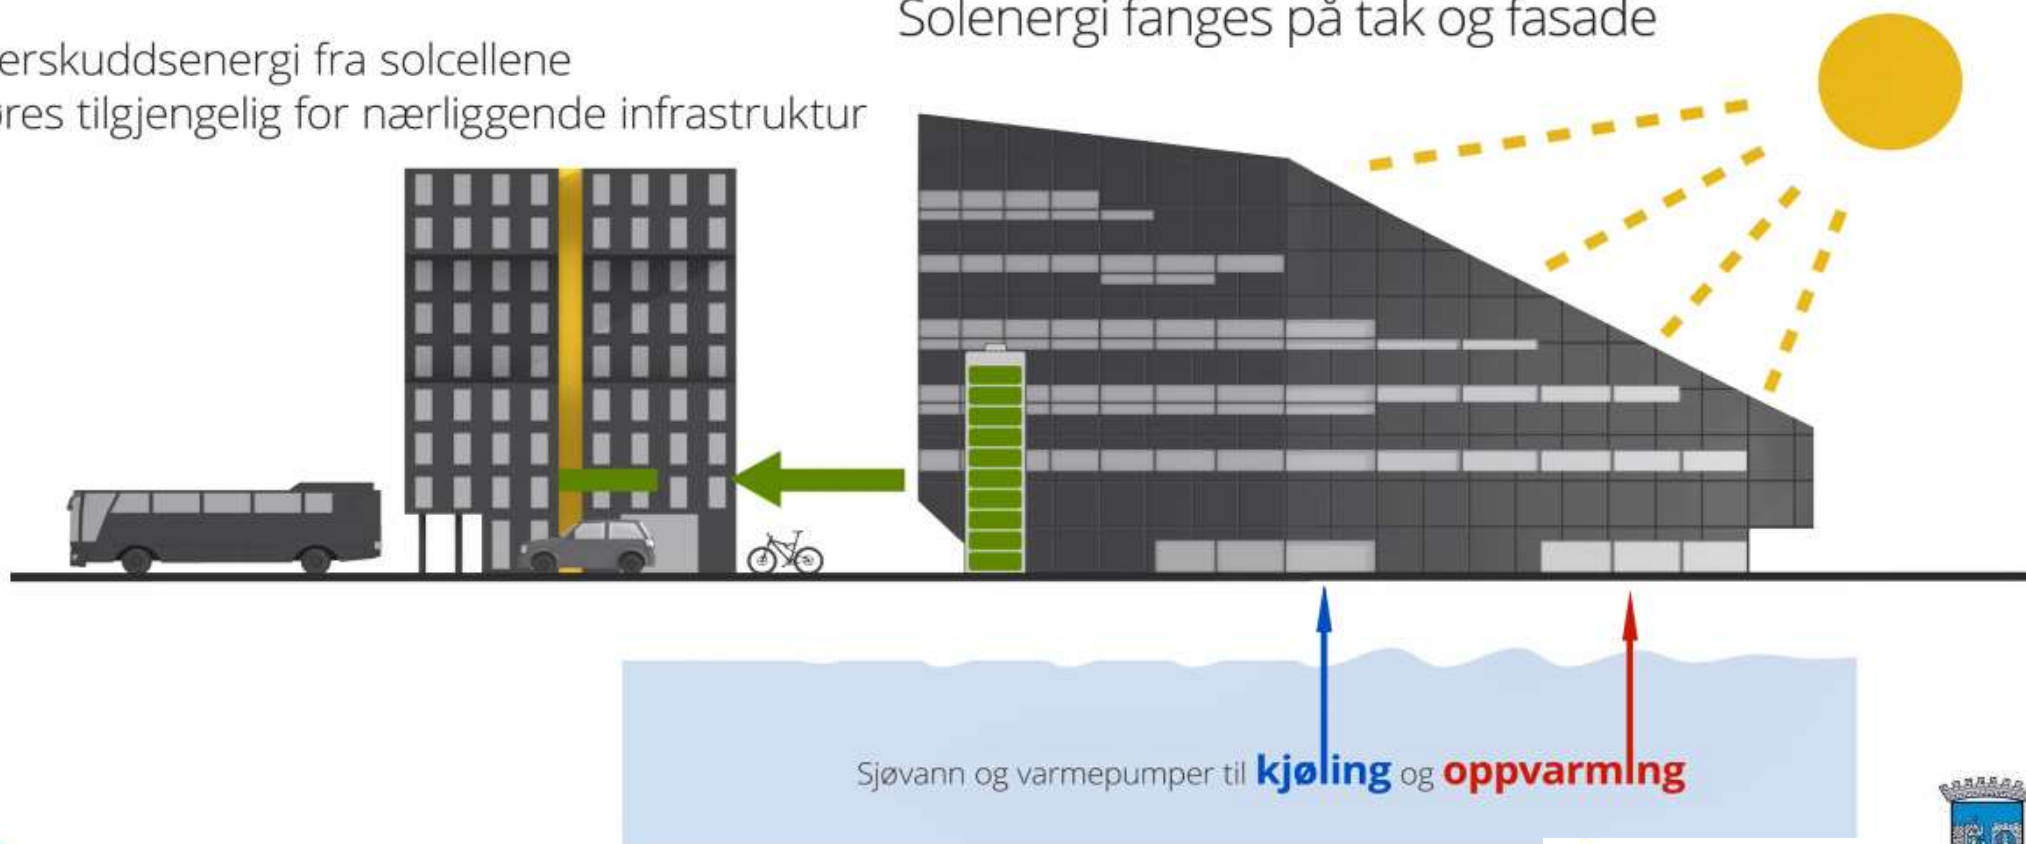 Solenergi fanges på tak og fasade
erskuddsenergi fra solcellene
res tilgjengelig for nærliggende infrastruktur
Sjøvann og varmepumper til kjøling og oppvarming